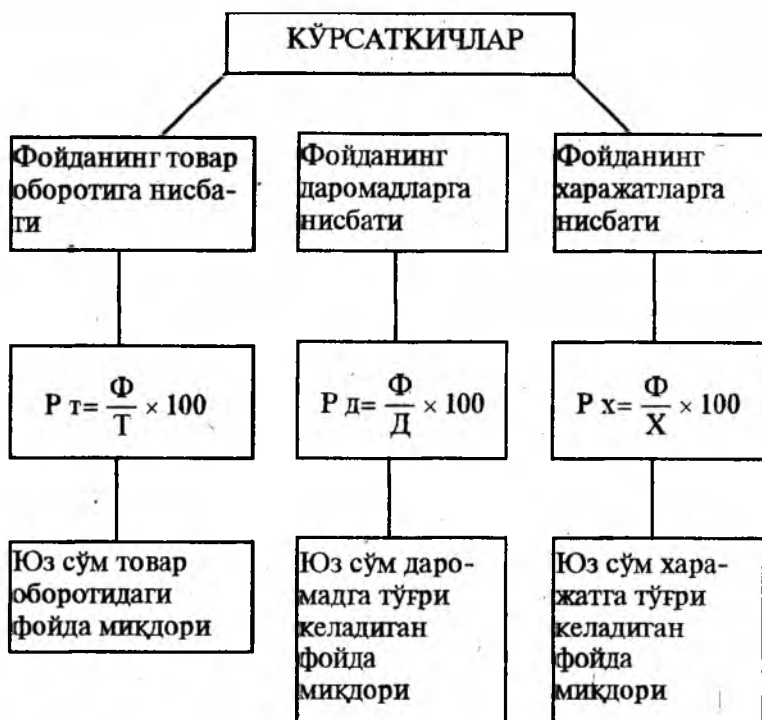 КЎРСАТКИЧЛАР
Фойданинг товар
оборотига нисба-
ти
Фойданинг
даромадларга
нисбати
Фойданинг
харажатларга
нисбати
Р т= Ф/Т × 100
Р д= Ф/Д × 100
Р х= Ф/Х × 100
Юз сўм товар
оборотидаги
фойда миқдори
Юз сўм даро-
мадга тўғри
келадиган
фойда
миқдори
Юз сўм хара-
жатга тўғри
келадиган
фойда
миқдори